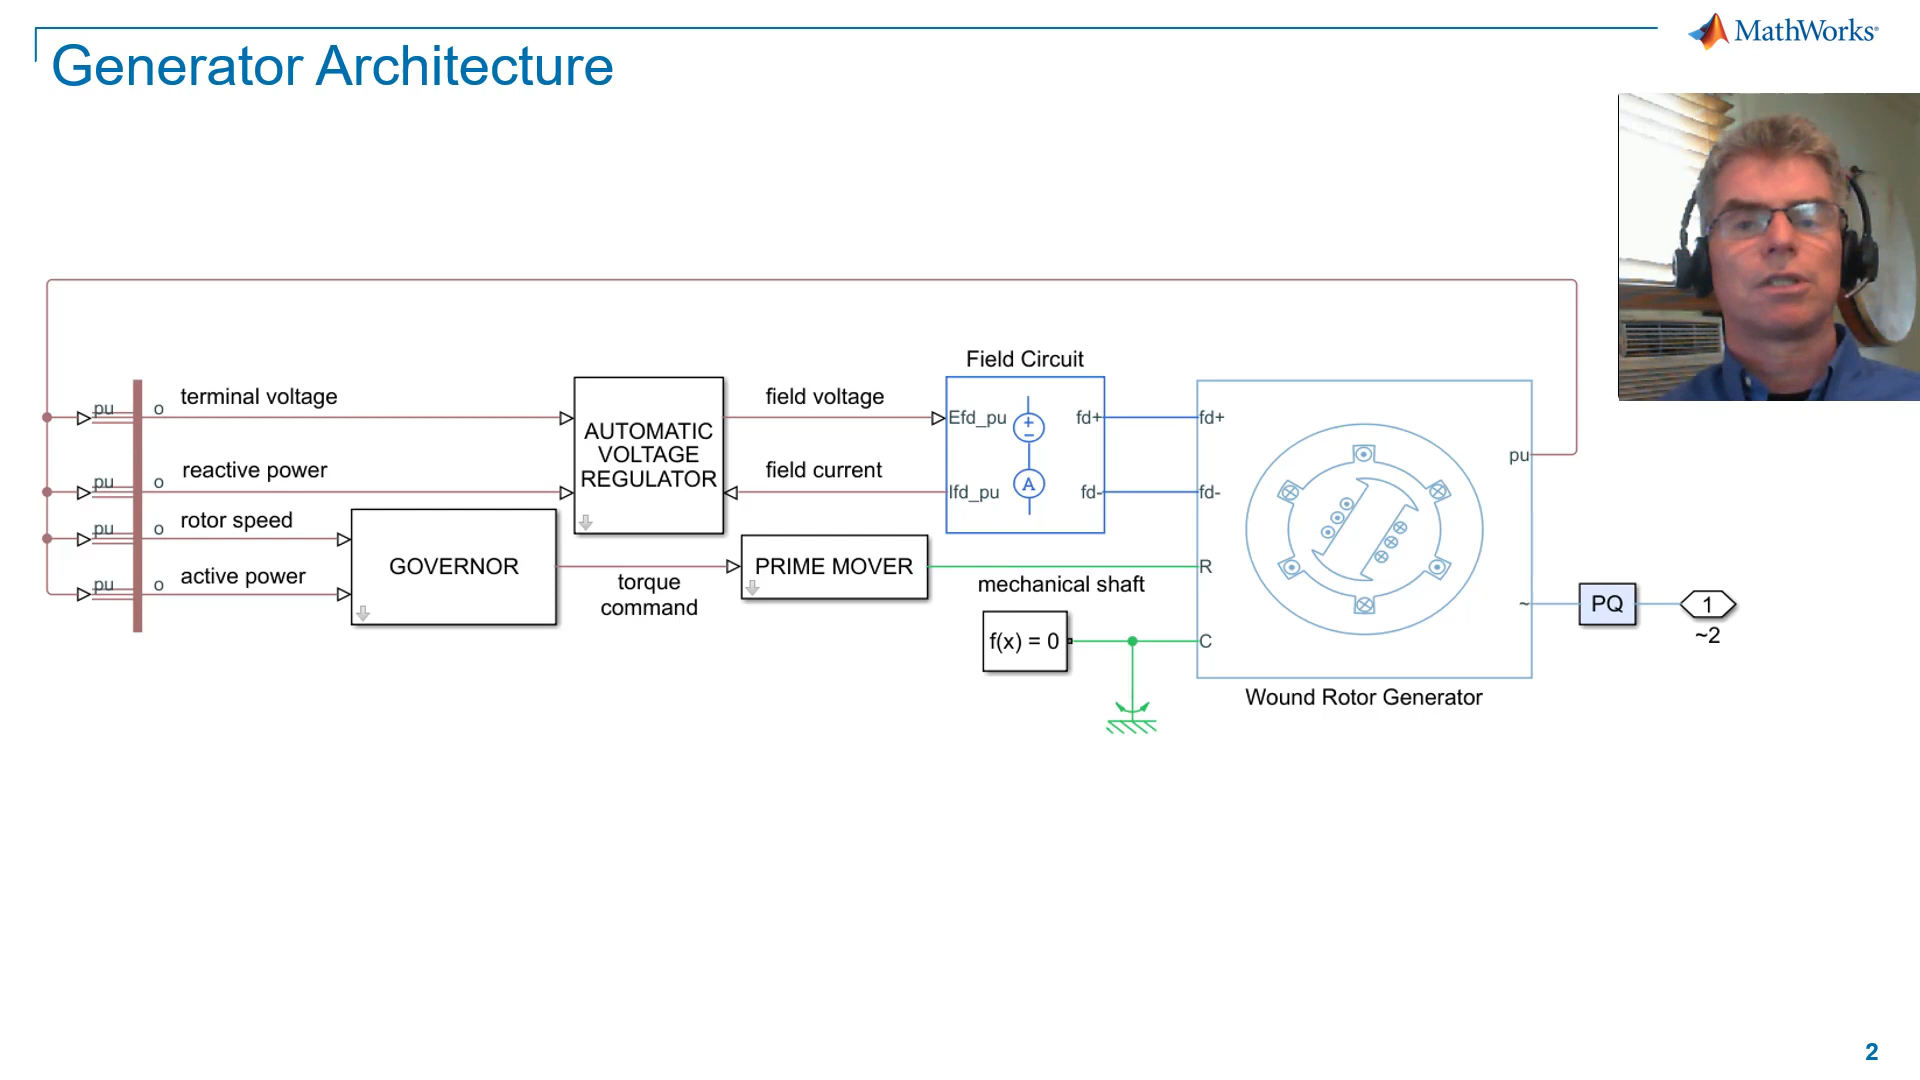 Generator Architecture
MathWorks®
Field Circuit
pu
o
terminal voltage
AUTOMATIC
VOLTAGE
REGULATOR
field voltage
Efd_pu
+
−
fd+
fd+
pu
pu
o
reactive power
field current
Ifd_pu
A
fd-
fd-
pu
o
rotor speed
GOVERNOR
torque
command
PRIME MOVER
mechanical shaft
R
pu
o
active power
f(x) = 0
C
~
PQ
1
~2
Wound Rotor Generator
2